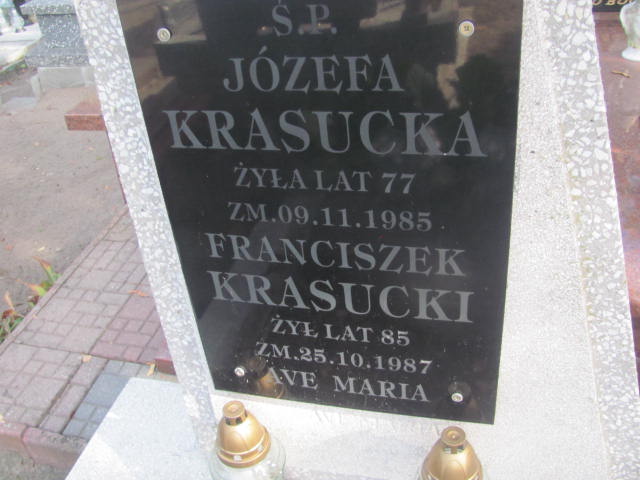 Ś.P.
JÓZEFA
KRASUCKA
ŻYŁA LAT 77
ZM.09.11.1985
FRANCISZEK
KRASUCKI
ŻYŁ LAT 85
ZM.25.10.1987
AVE MARIA